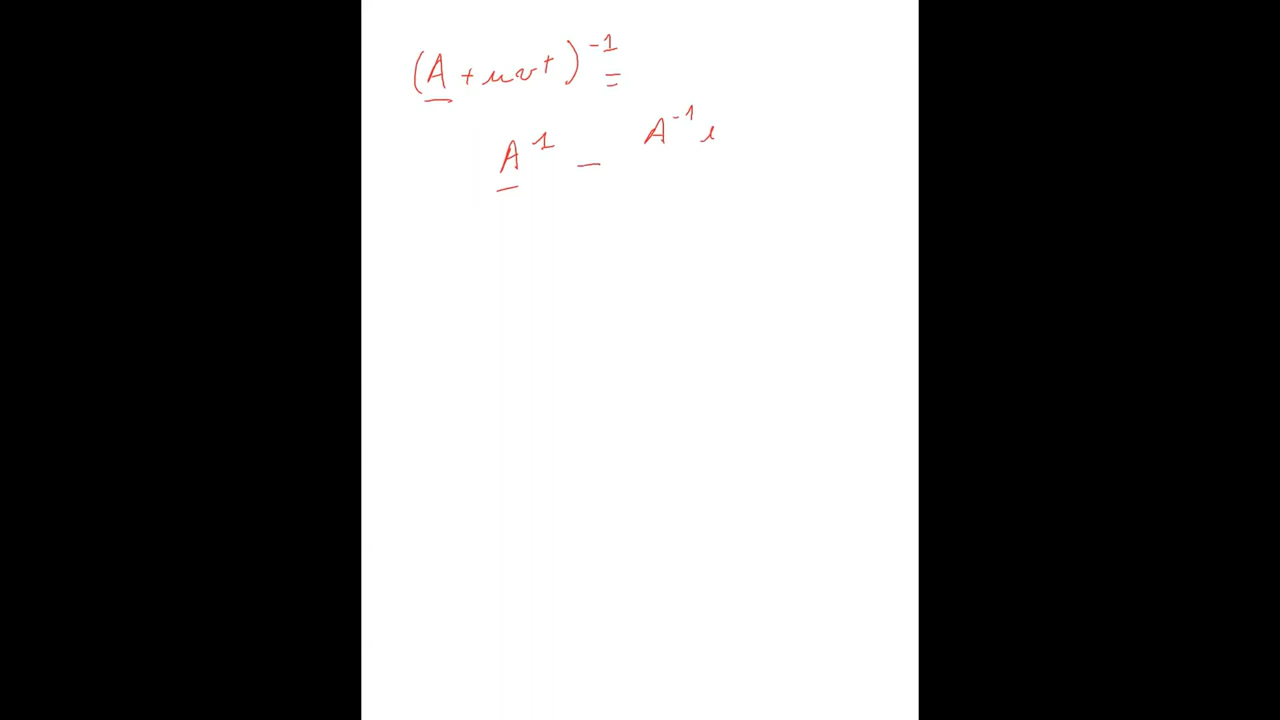 (A + uvt)⁻¹ =
A⁻¹ − A⁻¹ u